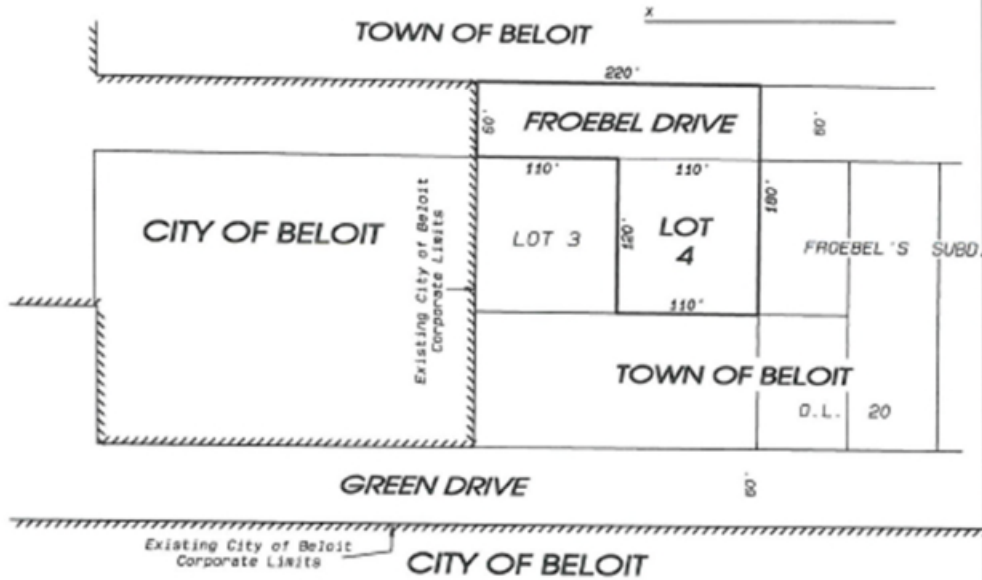 x
TOWN OF BELOIT
220'
60'
FROEBEL DRIVE
60'
110'
110'
CITY OF BELOIT
Existing City of Beloit
Corporate Limits
LOT 3
120'
LOT
4
180'
FROEBEL'S SUBD.
110'
TOWN OF BELOIT
O.L. 20
GREEN DRIVE
60'
Existing City of Beloit
Corporate Limits
CITY OF BELOIT